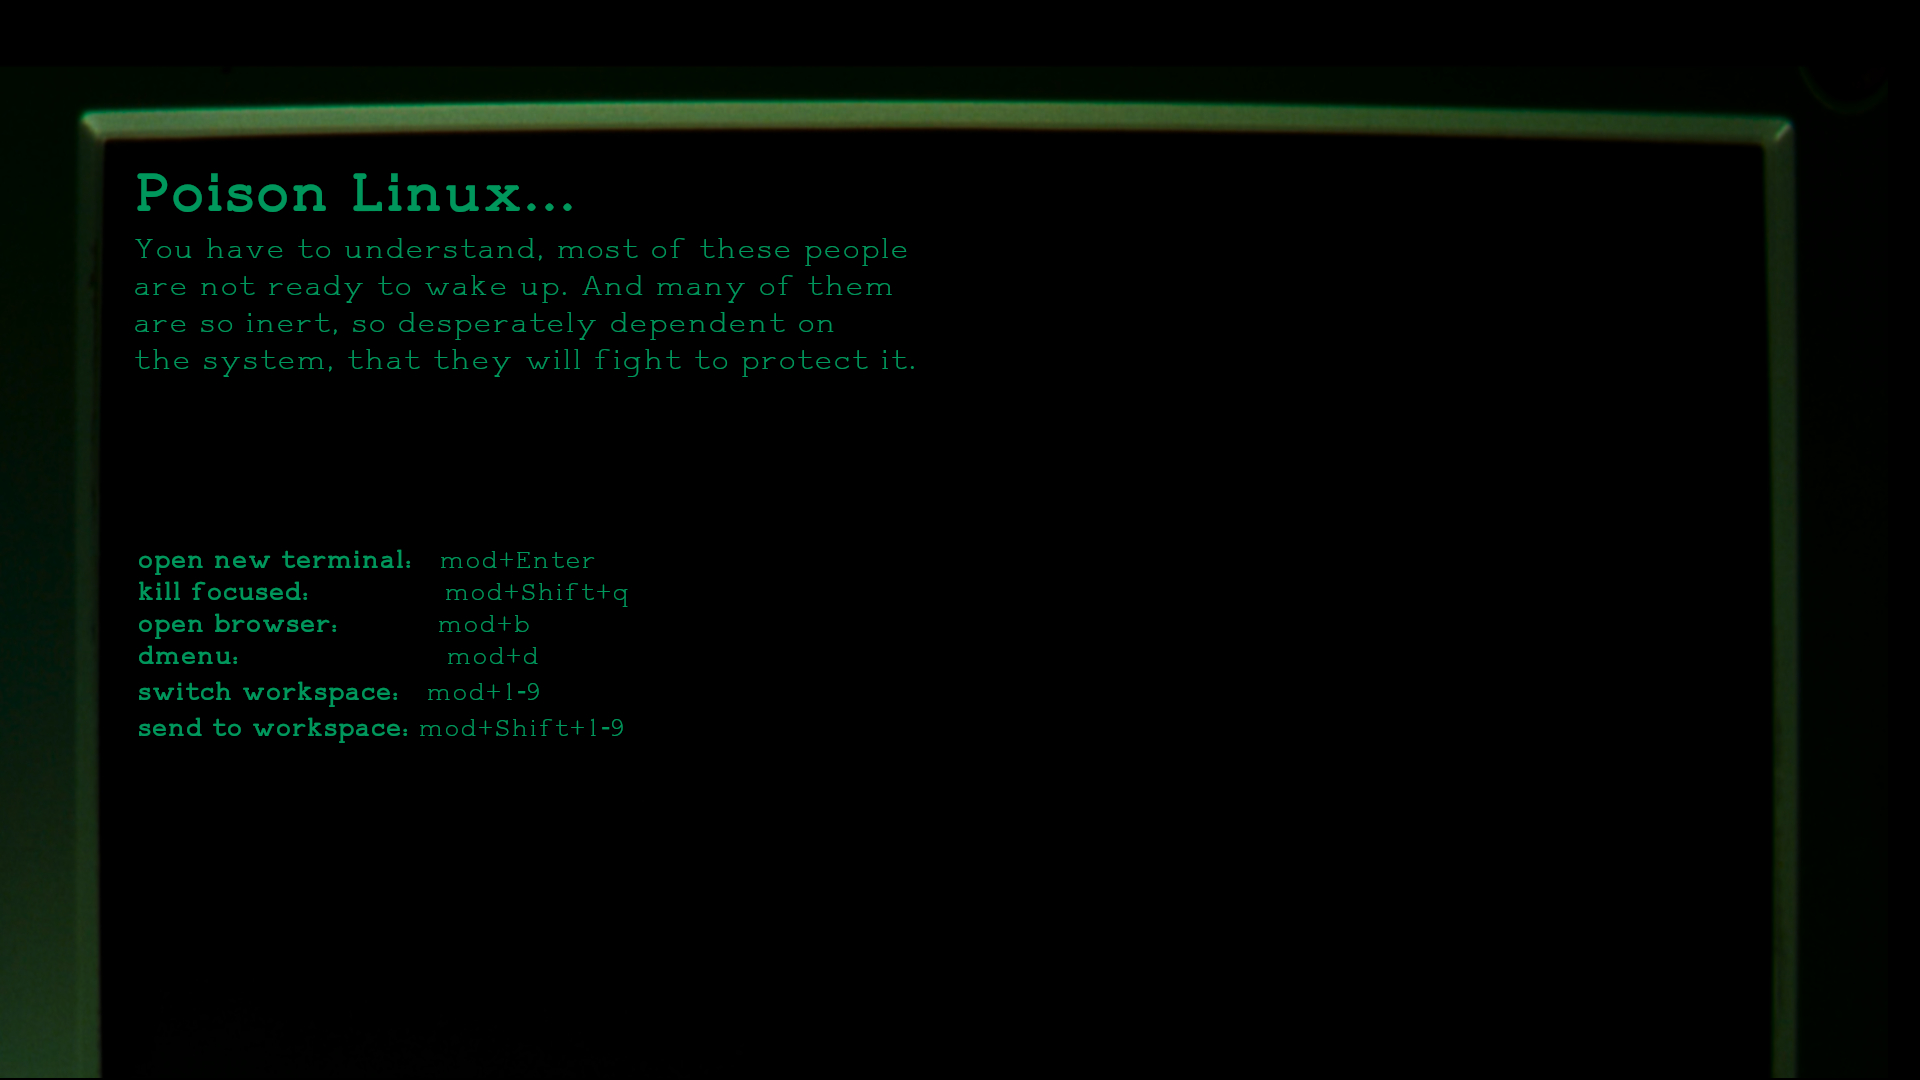 Poison Linux...
You have to understand, most of these people
are not ready to wake up. And many of them
are so inert, so desperately dependent on
the system, that they will fight to protect it.
open new terminal: mod+Enter
kill focused: mod+Shift+q
open browser: mod+b
dmenu: mod+d
switch workspace: mod+1-9
send to workspace: mod+Shift+1-9